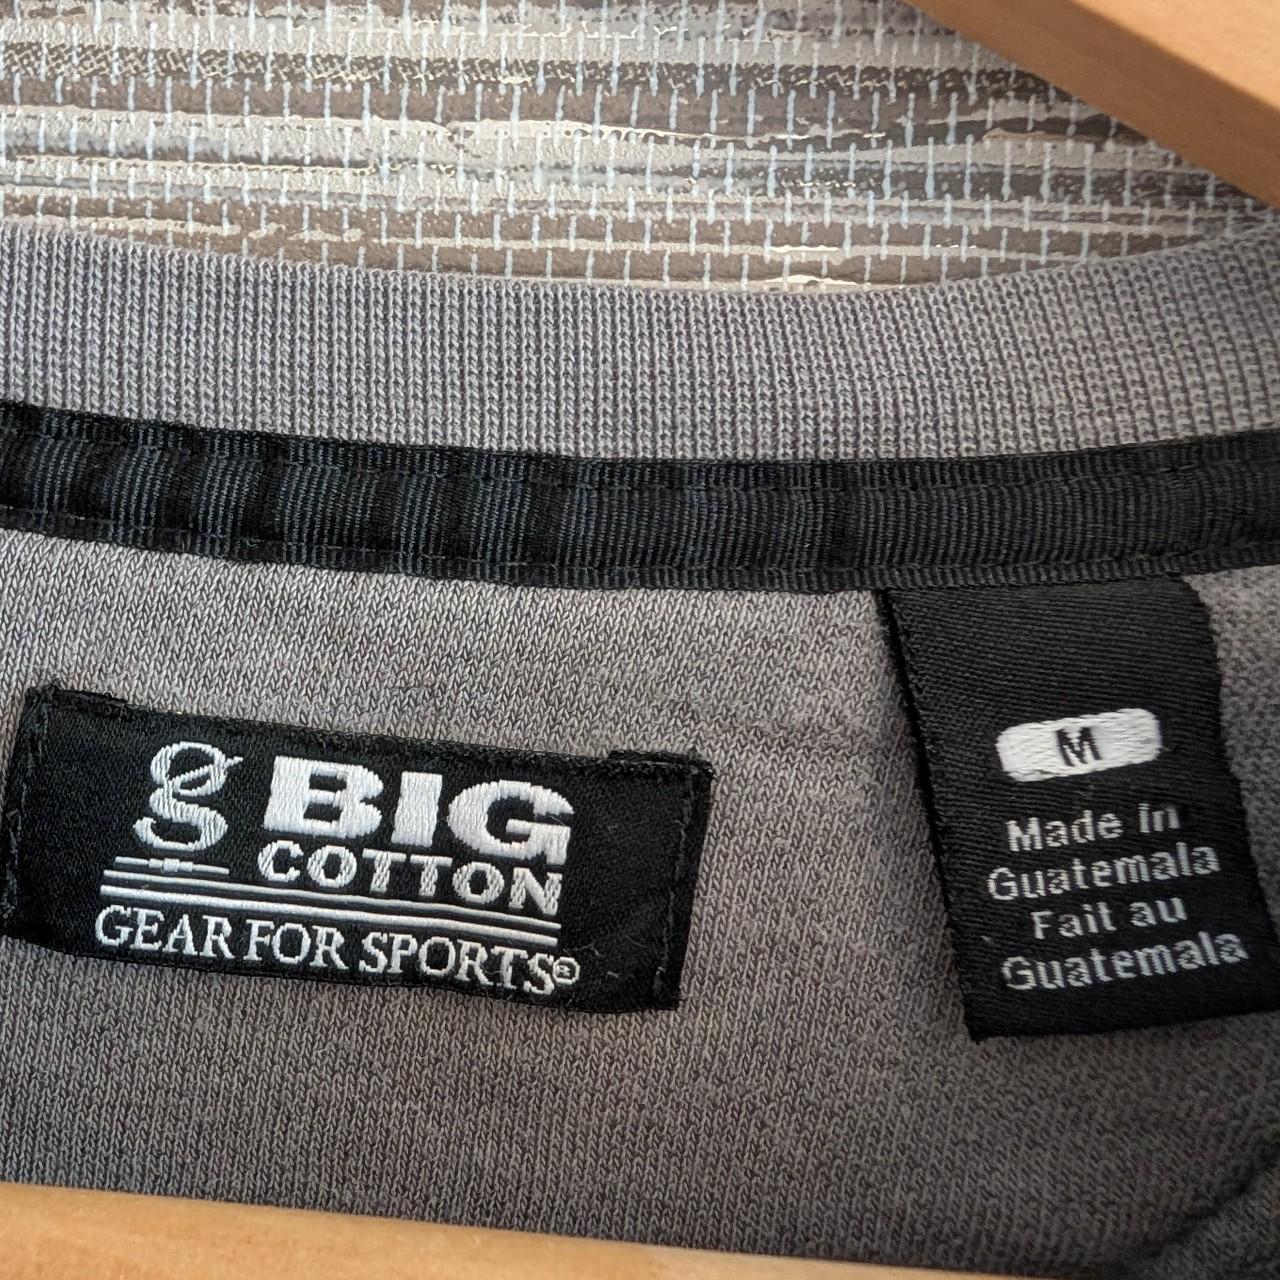 BIG
COTTON
GEAR FOR SPORTS®
M
Made in
Guatemala
Fait au
Guatemala